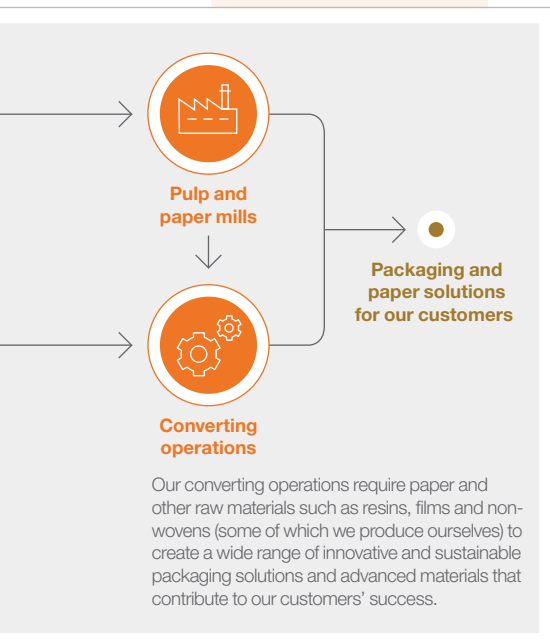 Pulp and
paper mills
Packaging and
paper solutions
for our customers
Converting
operations
Our converting operations require paper and
other raw materials such as resins, films and non-
wovens (some of which we produce ourselves) to
create a wide range of innovative and sustainable
packaging solutions and advanced materials that
contribute to our customers’ success.